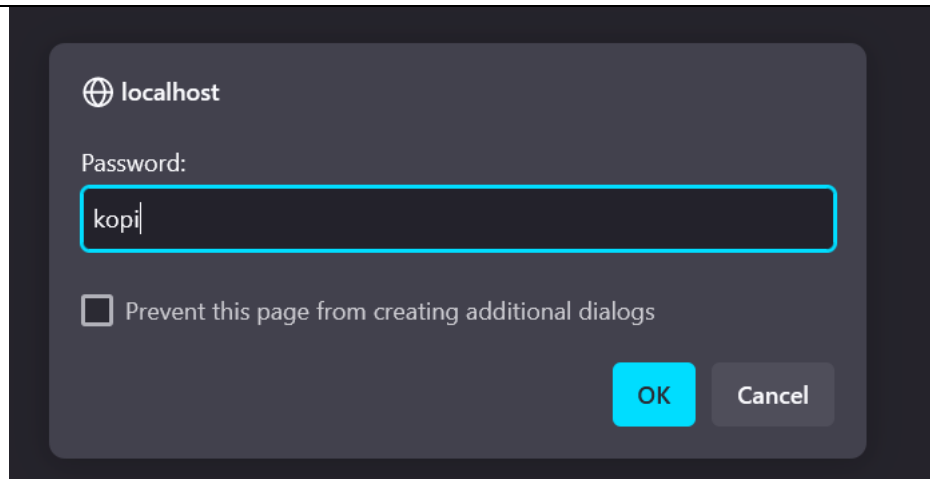 localhost
Password:
kopi
Prevent this page from creating additional dialogs
OK Cancel